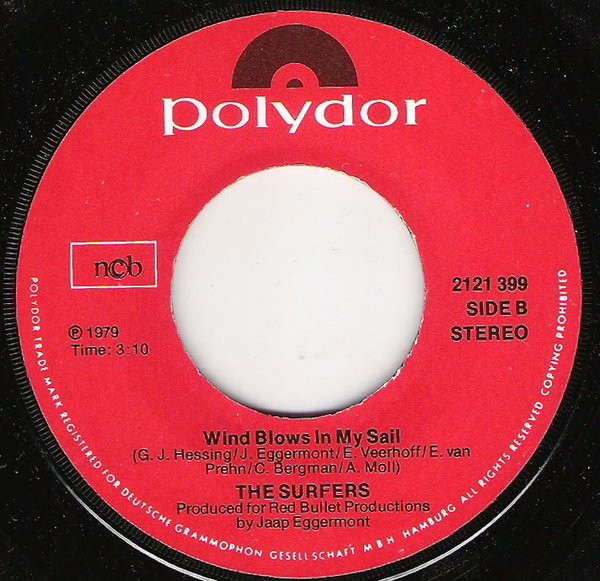 polydor
ncb
2121 399
SIDE B
STEREO
℗ 1979
Time: 3:10
Wind Blows In My Sail
(G. J. Hessing/J. Eggermont/E. Veerhoff/E. van
Prehn/C. Bergman/A. Moll)
THE SURFERS
Produced for Red Bullet Productions
by Jaap Eggermont
POLYDOR TRADE MARK REGISTERED FOR DEUTSCHE GRAMMOPHON GESELLSCHAFT MBH HAMBURG ALL RIGHTS RESERVED COPYING PROHIBITED